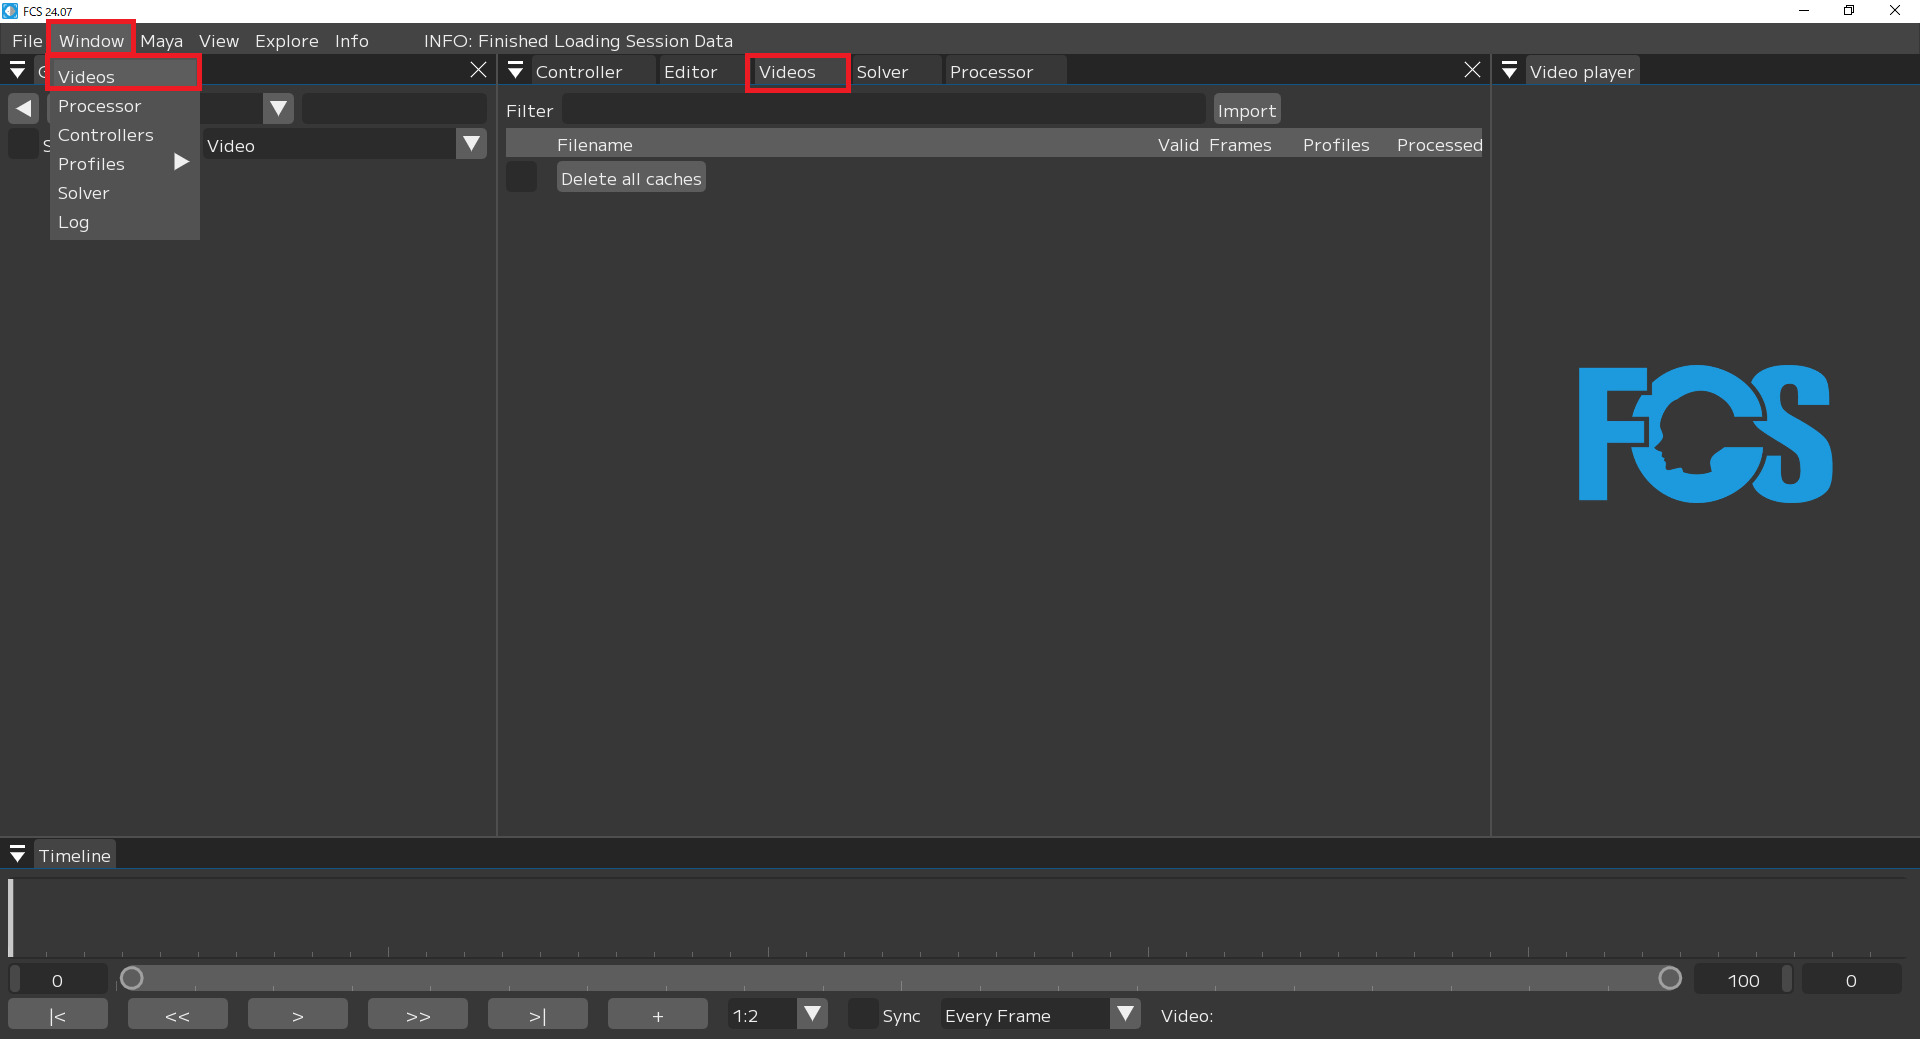 FCS 24.07
File Window Maya View Explore Info INFO: Finished Loading Session Data
Videos
Processor
Controllers
Profiles
Solver
Log
Video
Controller Editor Videos Solver Processor
Filter Import
Filename Valid Frames Profiles Processed
Delete all caches
Video player
FCS
Timeline
0 100 0
|< << > >> >| + 1:2 Sync Every Frame Video: